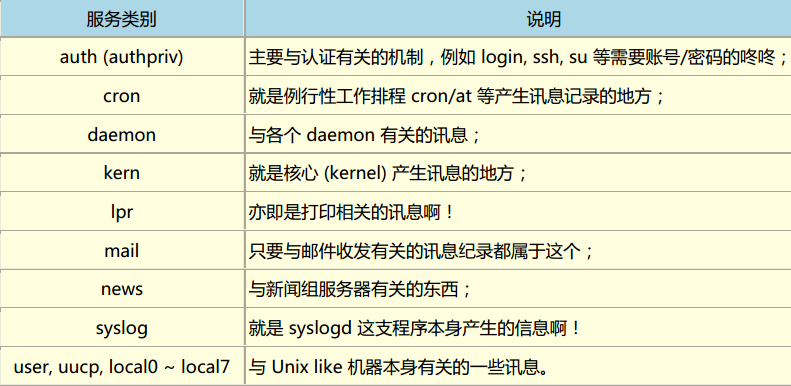 服务类别 说明
auth (authpriv) 主要与认证有关的机制，例如 login, ssh, su 等需要账号/密码的咚咚；
cron 就是例行性工作排程 cron/at 等产生讯息记录的地方；
daemon 与各个 daemon 有关的讯息；
kern 就是核心 (kernel) 产生讯息的地方；
lpr 亦即是打印相关的讯息啊！
mail 只要与邮件收发有关的讯息纪录都属于这个；
news 与新闻组服务器有关的东西；
syslog 就是 syslogd 这支程序本身产生的信息啊！
user, uucp, local0 ~ local7 与 Unix like 机器本身有关的一些讯息。